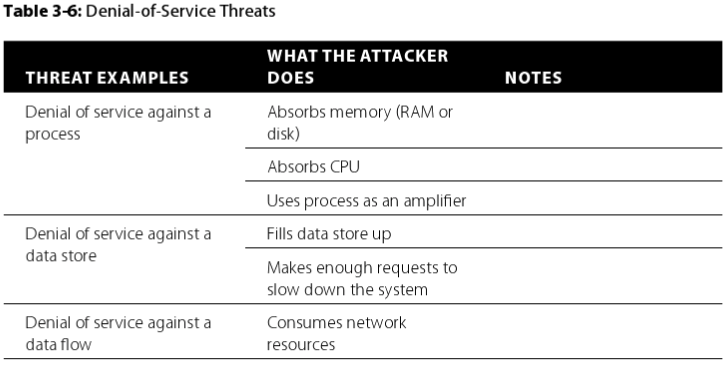 Table 3-6: Denial-of-Service Threats
THREAT EXAMPLES
WHAT THE ATTACKER
DOES
NOTES
Denial of service against a
process
Absorbs memory (RAM or
disk)
Absorbs CPU
Uses process as an amplifier
Denial of service against a
data store
Fills data store up
Makes enough requests to
slow down the system
Denial of service against a
data flow
Consumes network
resources